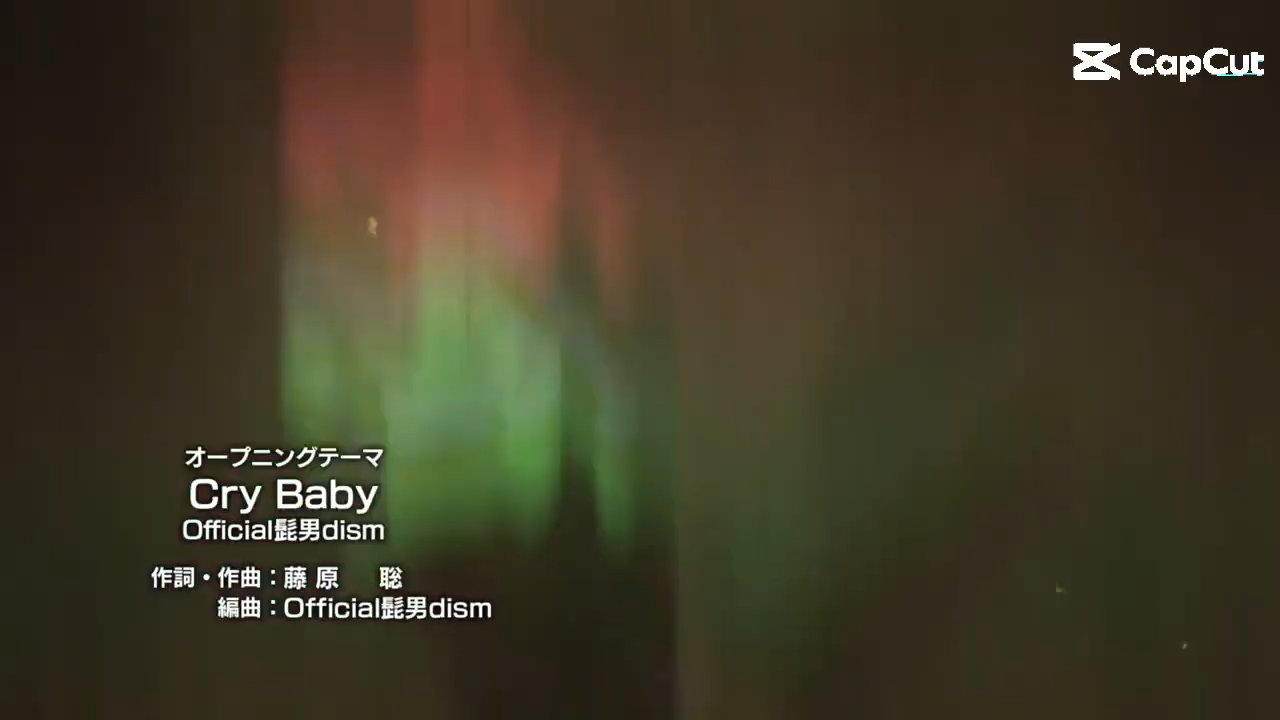 CapCut
オープニングテーマ
Cry Baby
Official髭男dism
作詞・作曲：藤原　聡
編曲：Official髭男dism